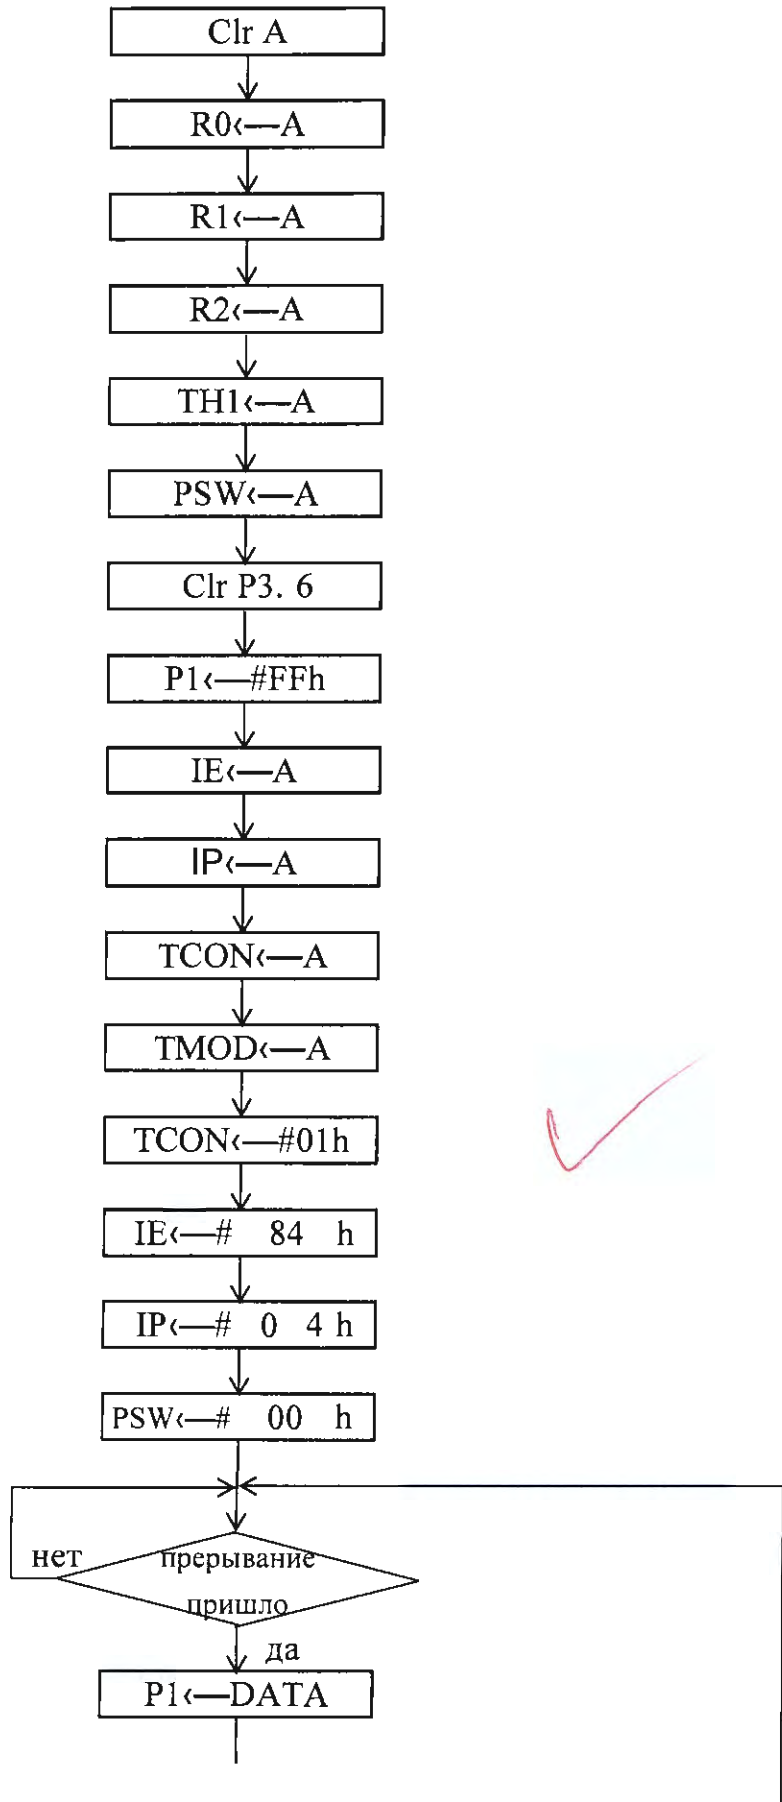 Clr A
R0‹—A
R1‹—A
R2‹—A
TH1‹—A
PSW‹—A
Clr P3. 6
P1‹—#FFh
IE‹—A
IP‹—A
TCON‹—A
TMOD‹—A
TCON‹—#01h
IE‹—# 84 h
IP‹—# 0 4 h
PSW‹—# 00 h
нет
прерывание
пришло
да
P1‹—DATA